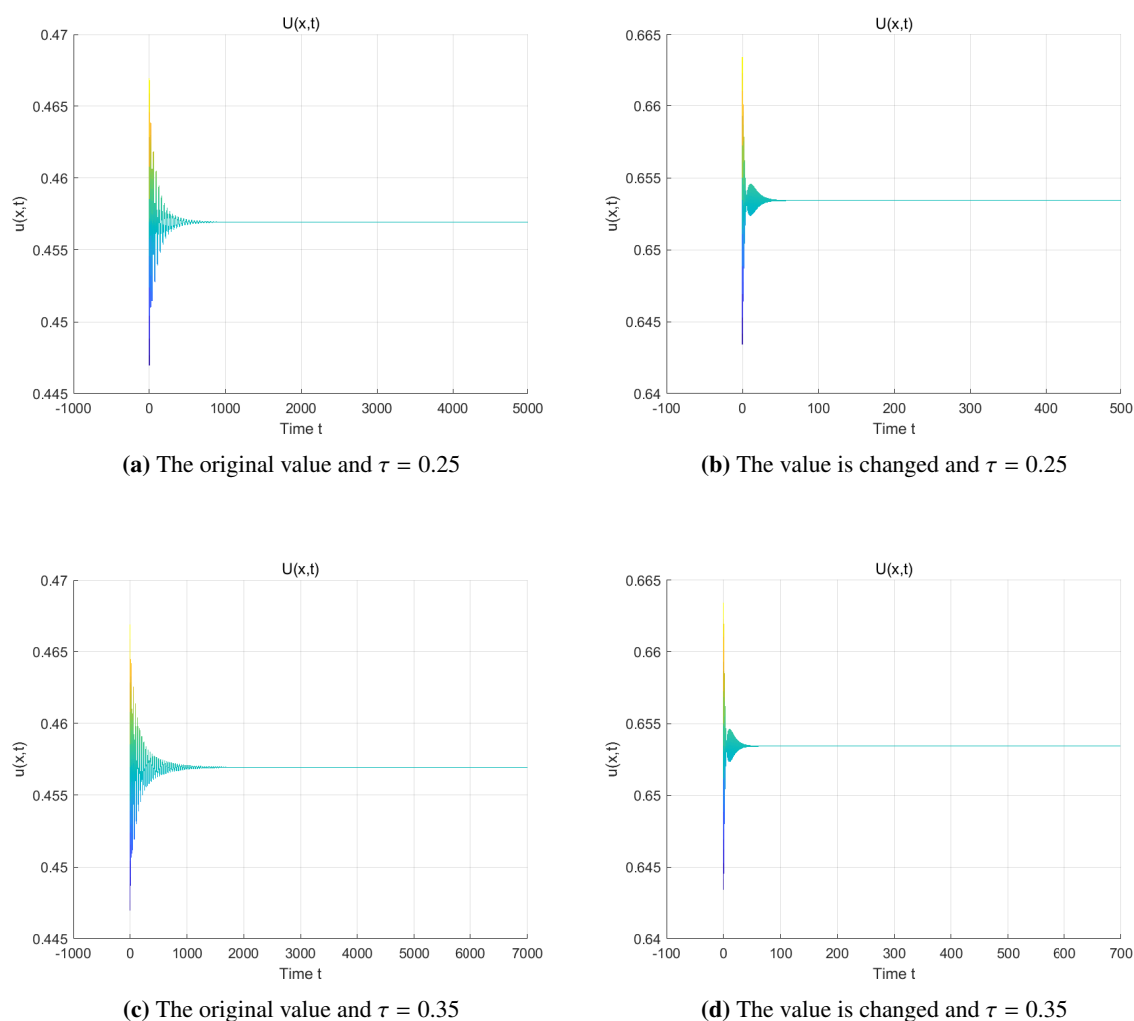 U(x,t)
0.47
0.465
0.46
0.455
0.45
0.445
u(x,t)
-1000 0 1000 2000 3000 4000 5000
Time t
(a) The original value and τ = 0.25
U(x,t)
0.665
0.66
0.655
0.65
0.645
0.64
u(x,t)
-100 0 100 200 300 400 500
Time t
(b) The value is changed and τ = 0.25
U(x,t)
0.47
0.465
0.46
0.455
0.45
0.445
u(x,t)
-1000 0 1000 2000 3000 4000 5000 6000 7000
Time t
(c) The original value and τ = 0.35
U(x,t)
0.665
0.66
0.655
0.65
0.645
0.64
u(x,t)
-100 0 100 200 300 400 500 600 700
Time t
(d) The value is changed and τ = 0.35